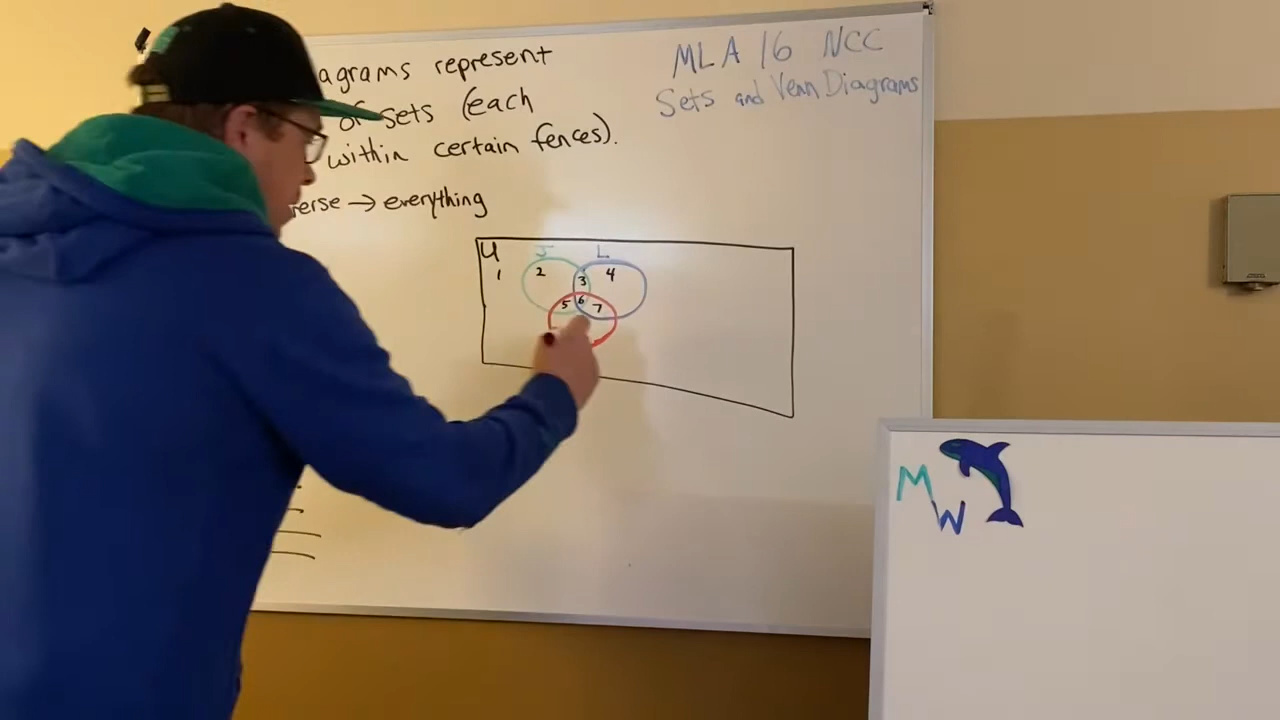 agrams represent
of sets (each
within certain fences).
erse → everything
MLA 16 NCC
Sets and Venn Diagrams
U
J L
1 2 3 4
5 6 7
M
W